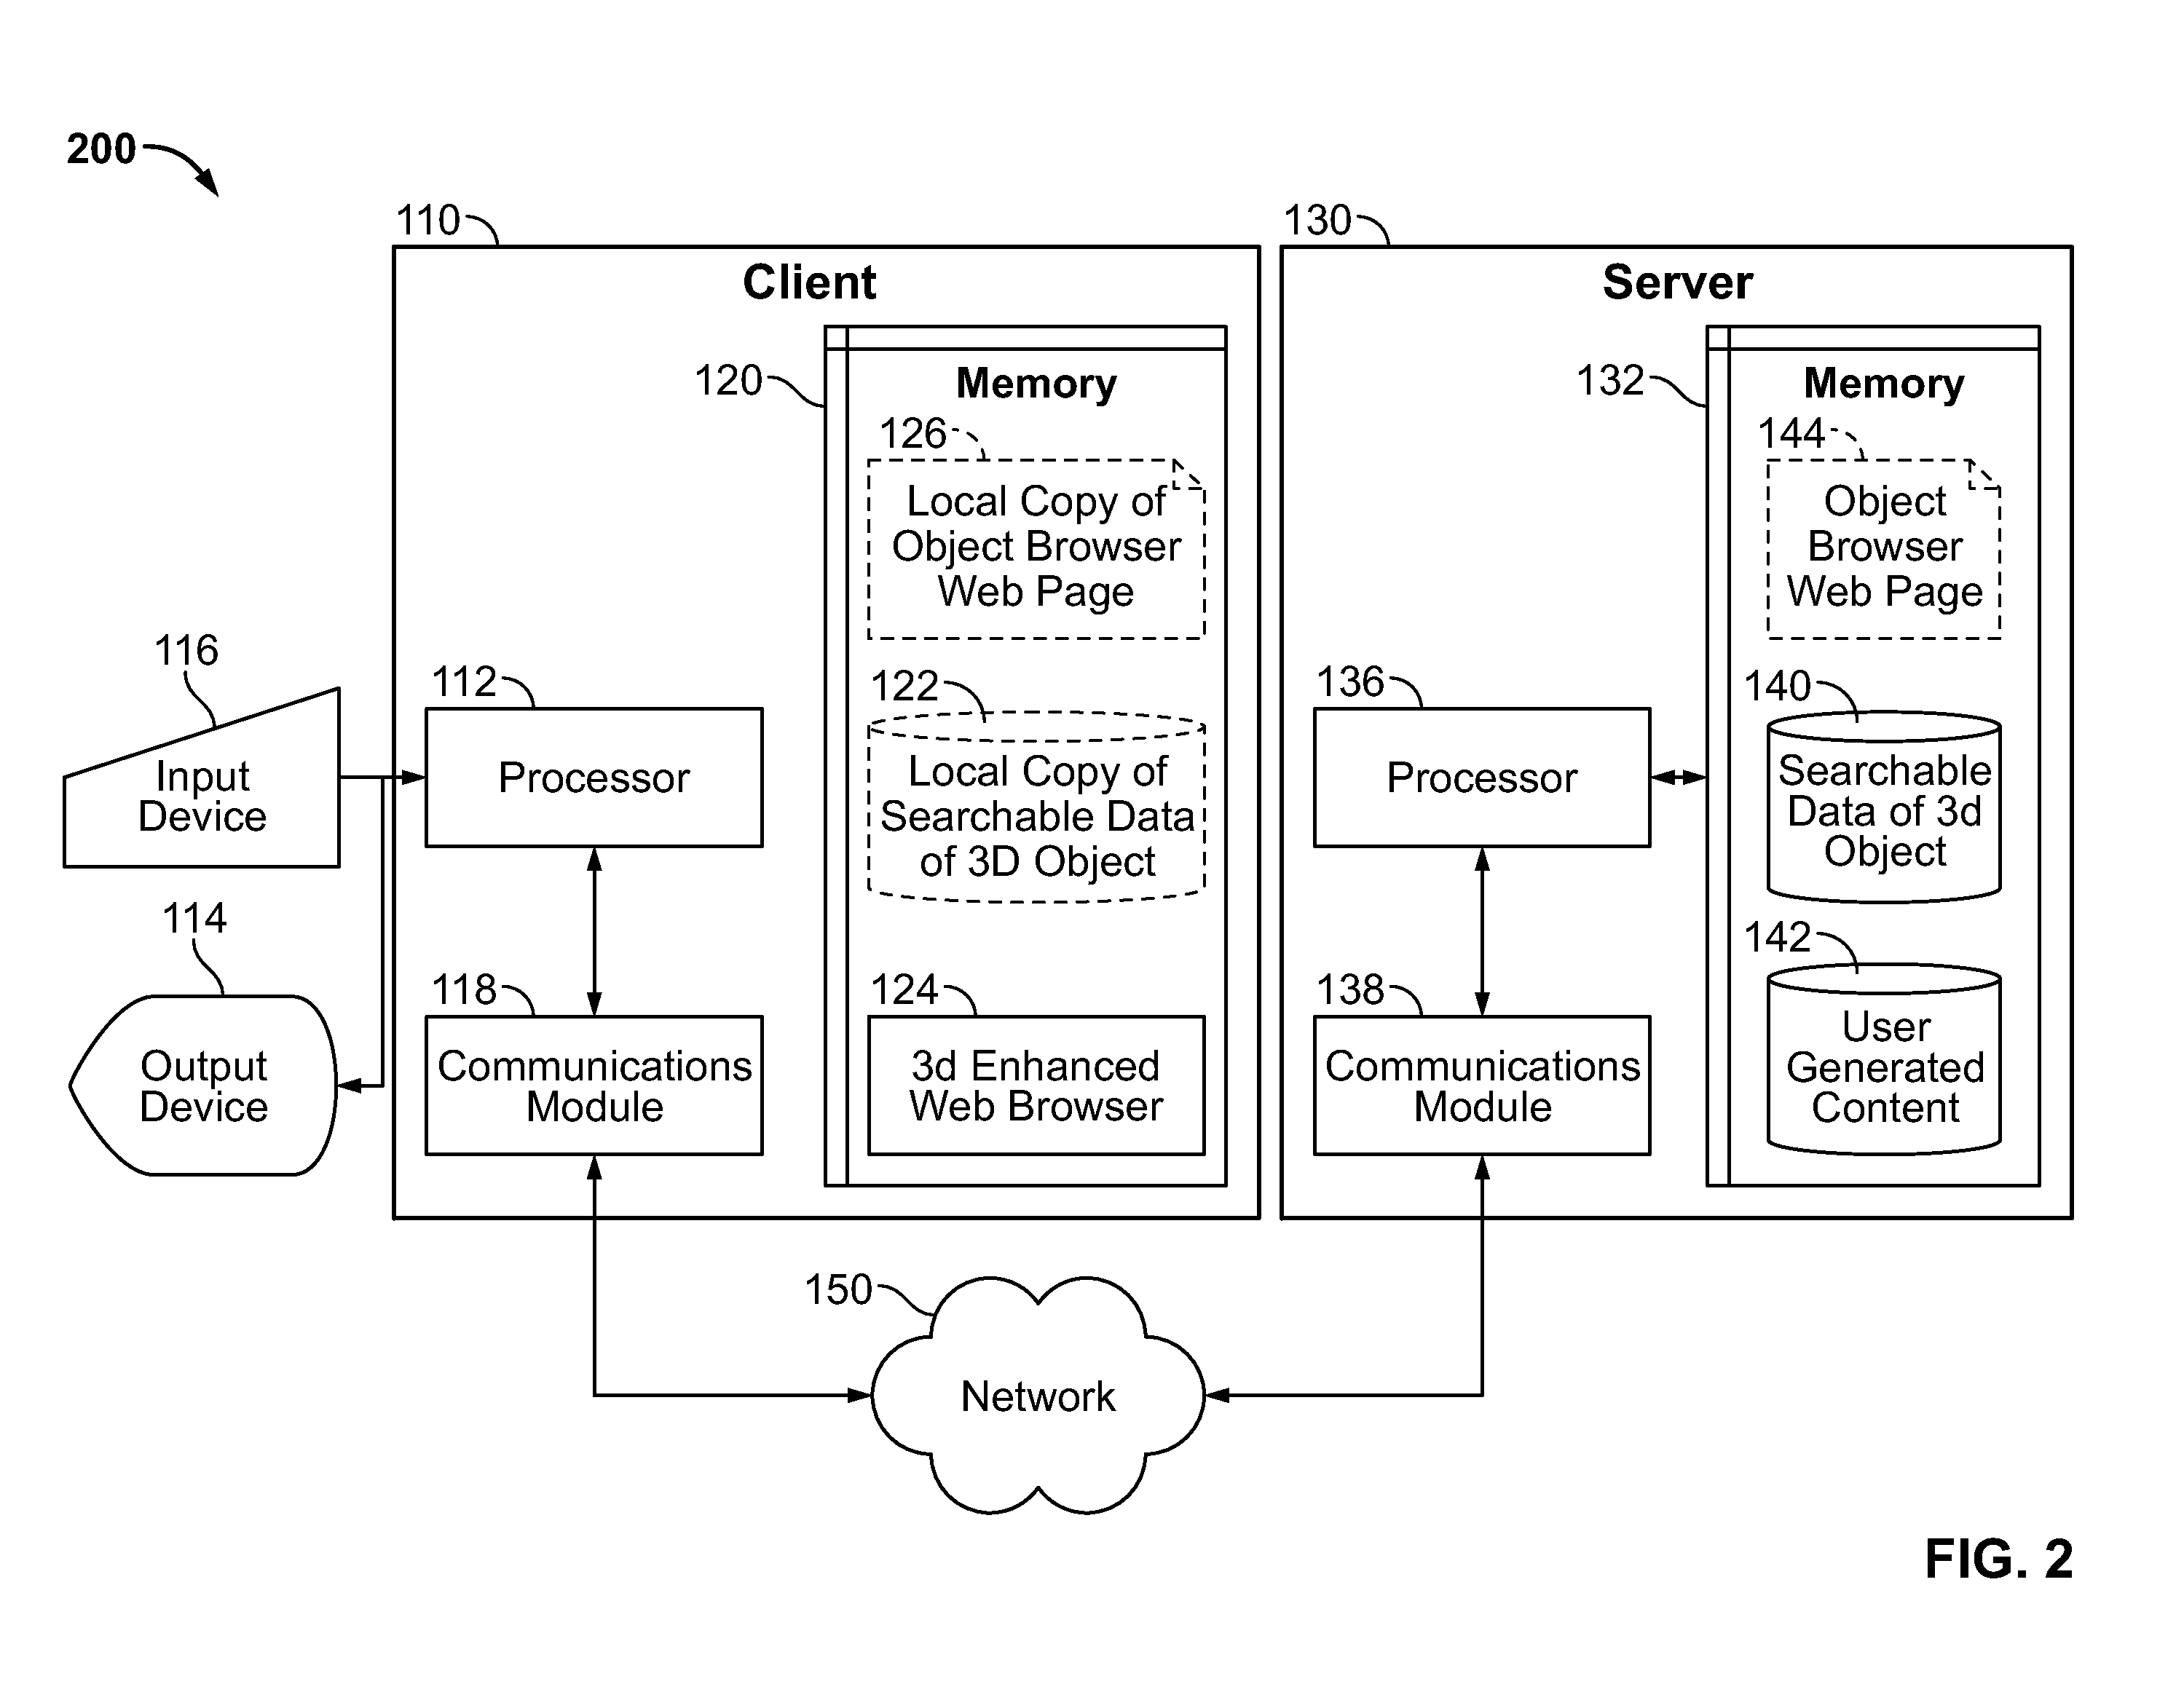 200
110
Client
130
Server
120
Memory
126
Local Copy of
Object Browser
Web Page
132
Memory
144
Object
Browser
Web Page
116
Input
Device
112
Processor
122
Local Copy of
Searchable Data
of 3D Object
136
Processor
140
Searchable
Data of 3d
Object
114
Output
Device
118
Communications
Module
124
3d Enhanced
Web Browser
138
Communications
Module
142
User
Generated
Content
150
Network
FIG. 2